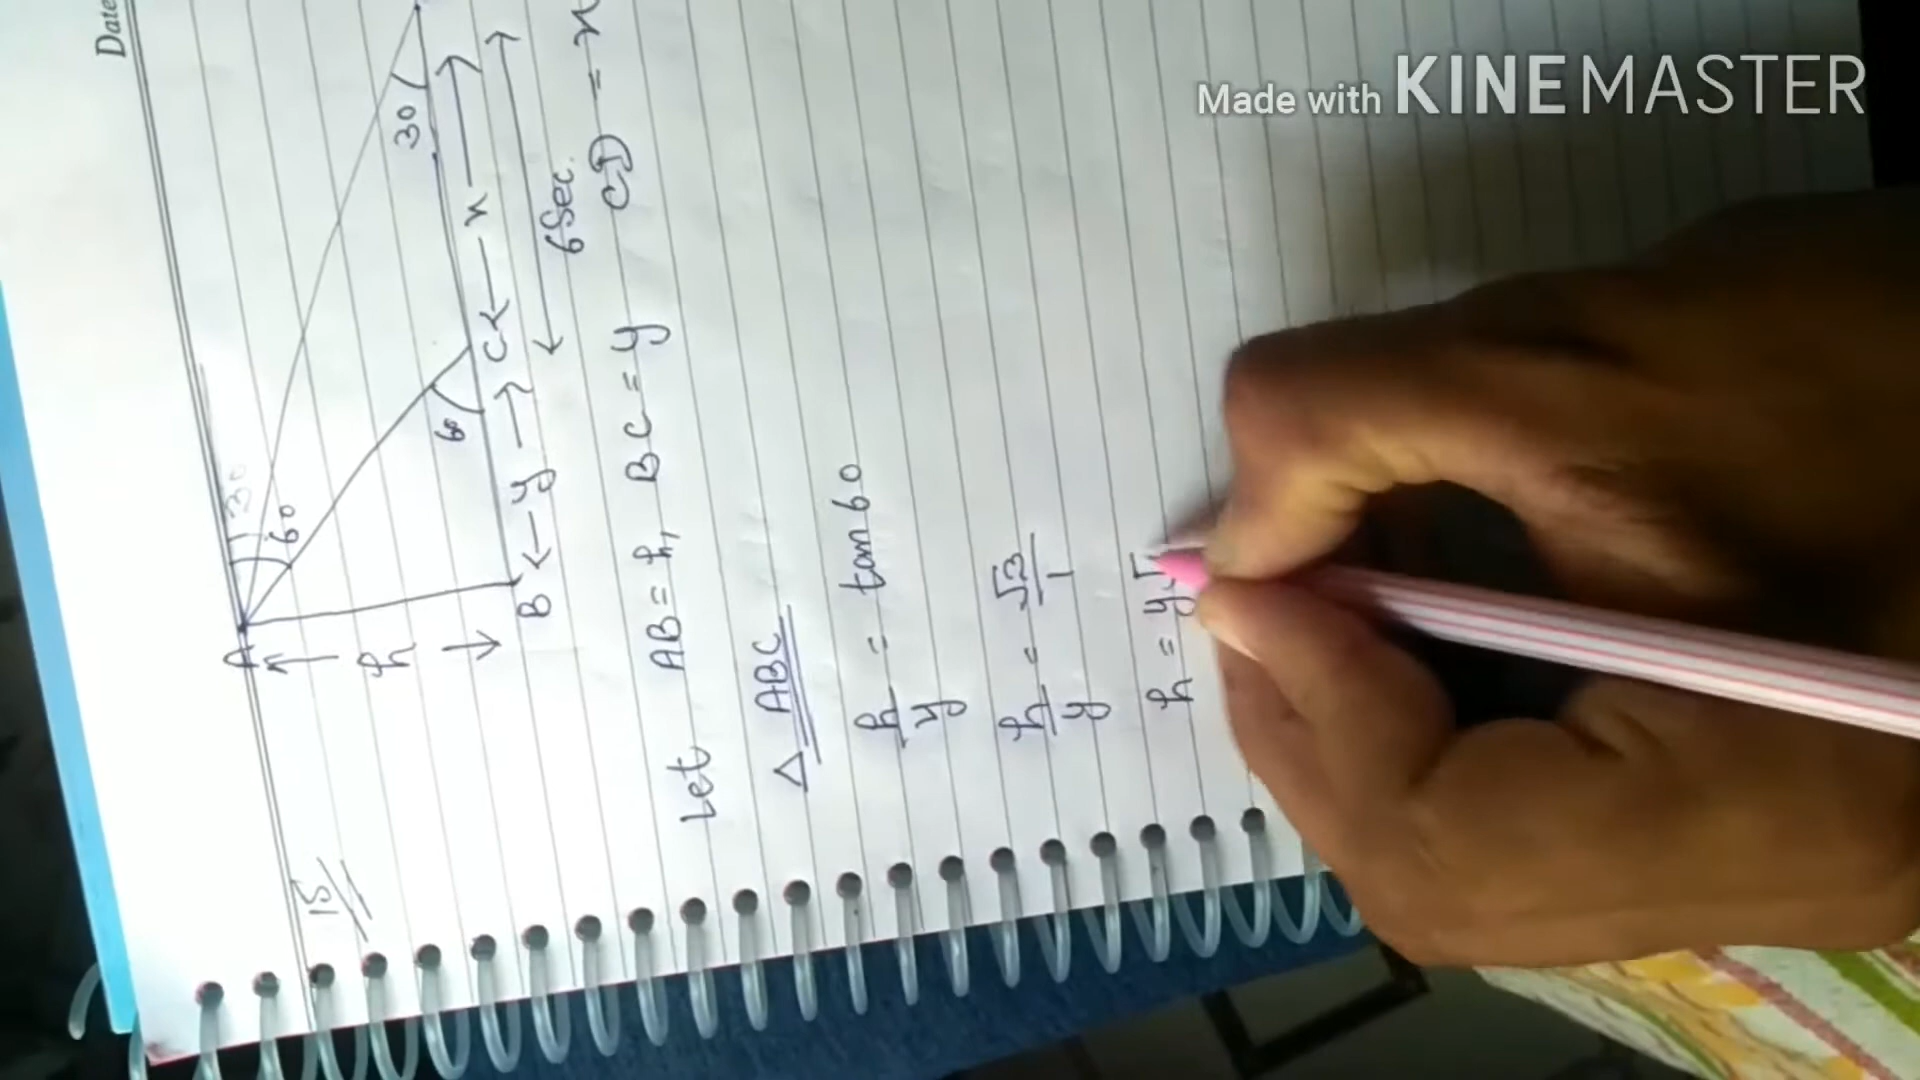 Date
Made with KINEMASTER
15
A
30
60
30
h
60
B ← y → C ← x →
6 Sec.
Let AB = h, BC = y CD = x
△ ABC
h/y = tan 60
h/y = √3/1
h = y√